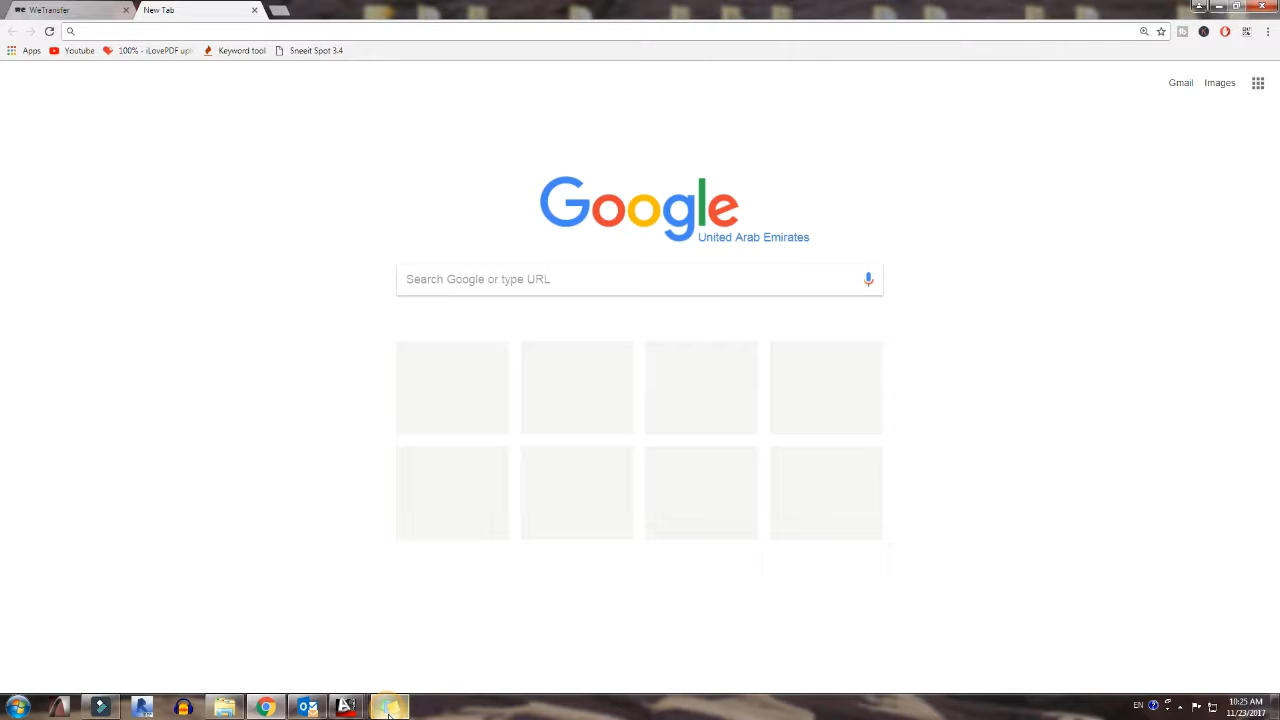 WeTransfer
New Tab
Apps
Youtube
100% - iLovePDF upl
Keyword tool
Sneeit Spot 3.4
Gmail
Images
Google
United Arab Emirates
Search Google or type URL
EN
10:25 AM
11/23/2017